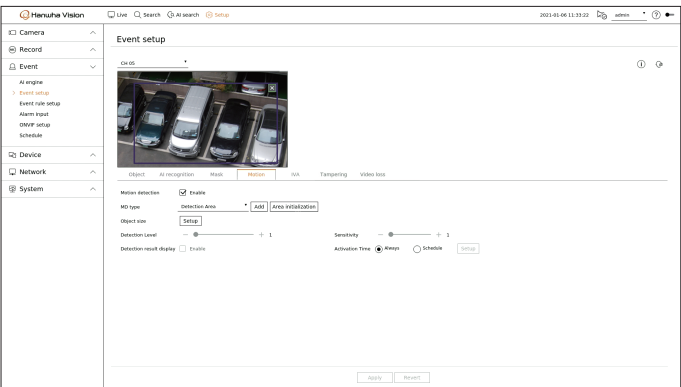 Hanwha Vision
Live Search AI search Setup
2021-01-06 11:33:22 admin ?
Camera
Record
Event
AI engine
Event setup
Event rule setup
Alarm input
ONVIF setup
Schedule
Device
Network
System
Event setup
CH 05
Object AI recognition Mask Motion IVA Tampering Video loss
Motion detection Enable
MD type Detection Area Add Area initialization
Object size Setup
Detection Level 1 Sensitivity 1
Detection result display Enable Activation Time Always Schedule Setup
Apply Revert